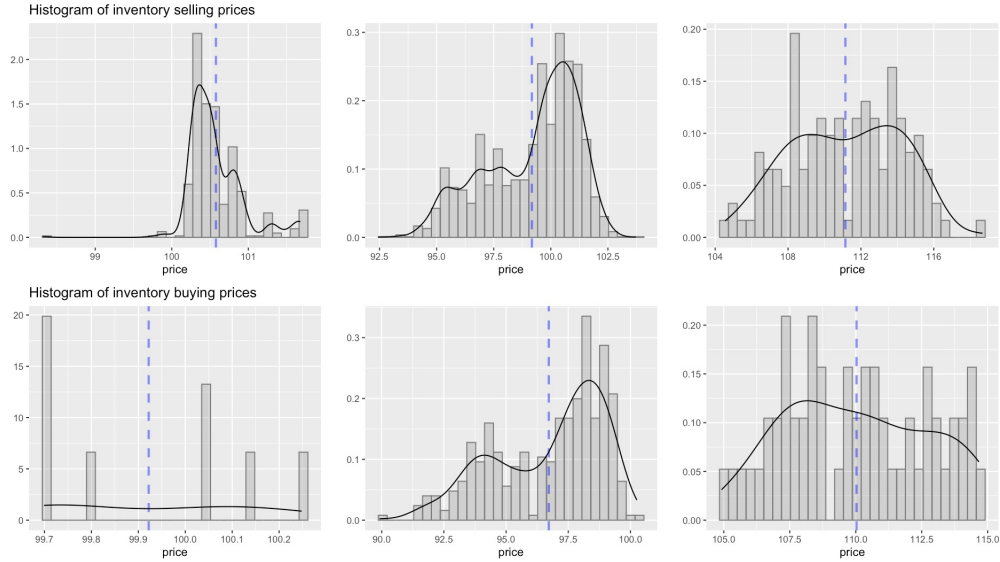 Histogram of inventory selling prices
2.0
1.5
1.0
0.5
0.0
99 100 101
price
0.3
0.2
0.1
0.0
92.5 95.0 97.5 100.0 102.5
price
0.20
0.15
0.10
0.05
0.00
104 108 112 116
price
Histogram of inventory buying prices
20
15
10
5
0
99.7 99.8 99.9 100.0 100.1 100.2
price
0.3
0.2
0.1
0.0
90.0 92.5 95.0 97.5 100.0
price
0.20
0.15
0.10
0.05
0.00
105.0 107.5 110.0 112.5 115.0
price